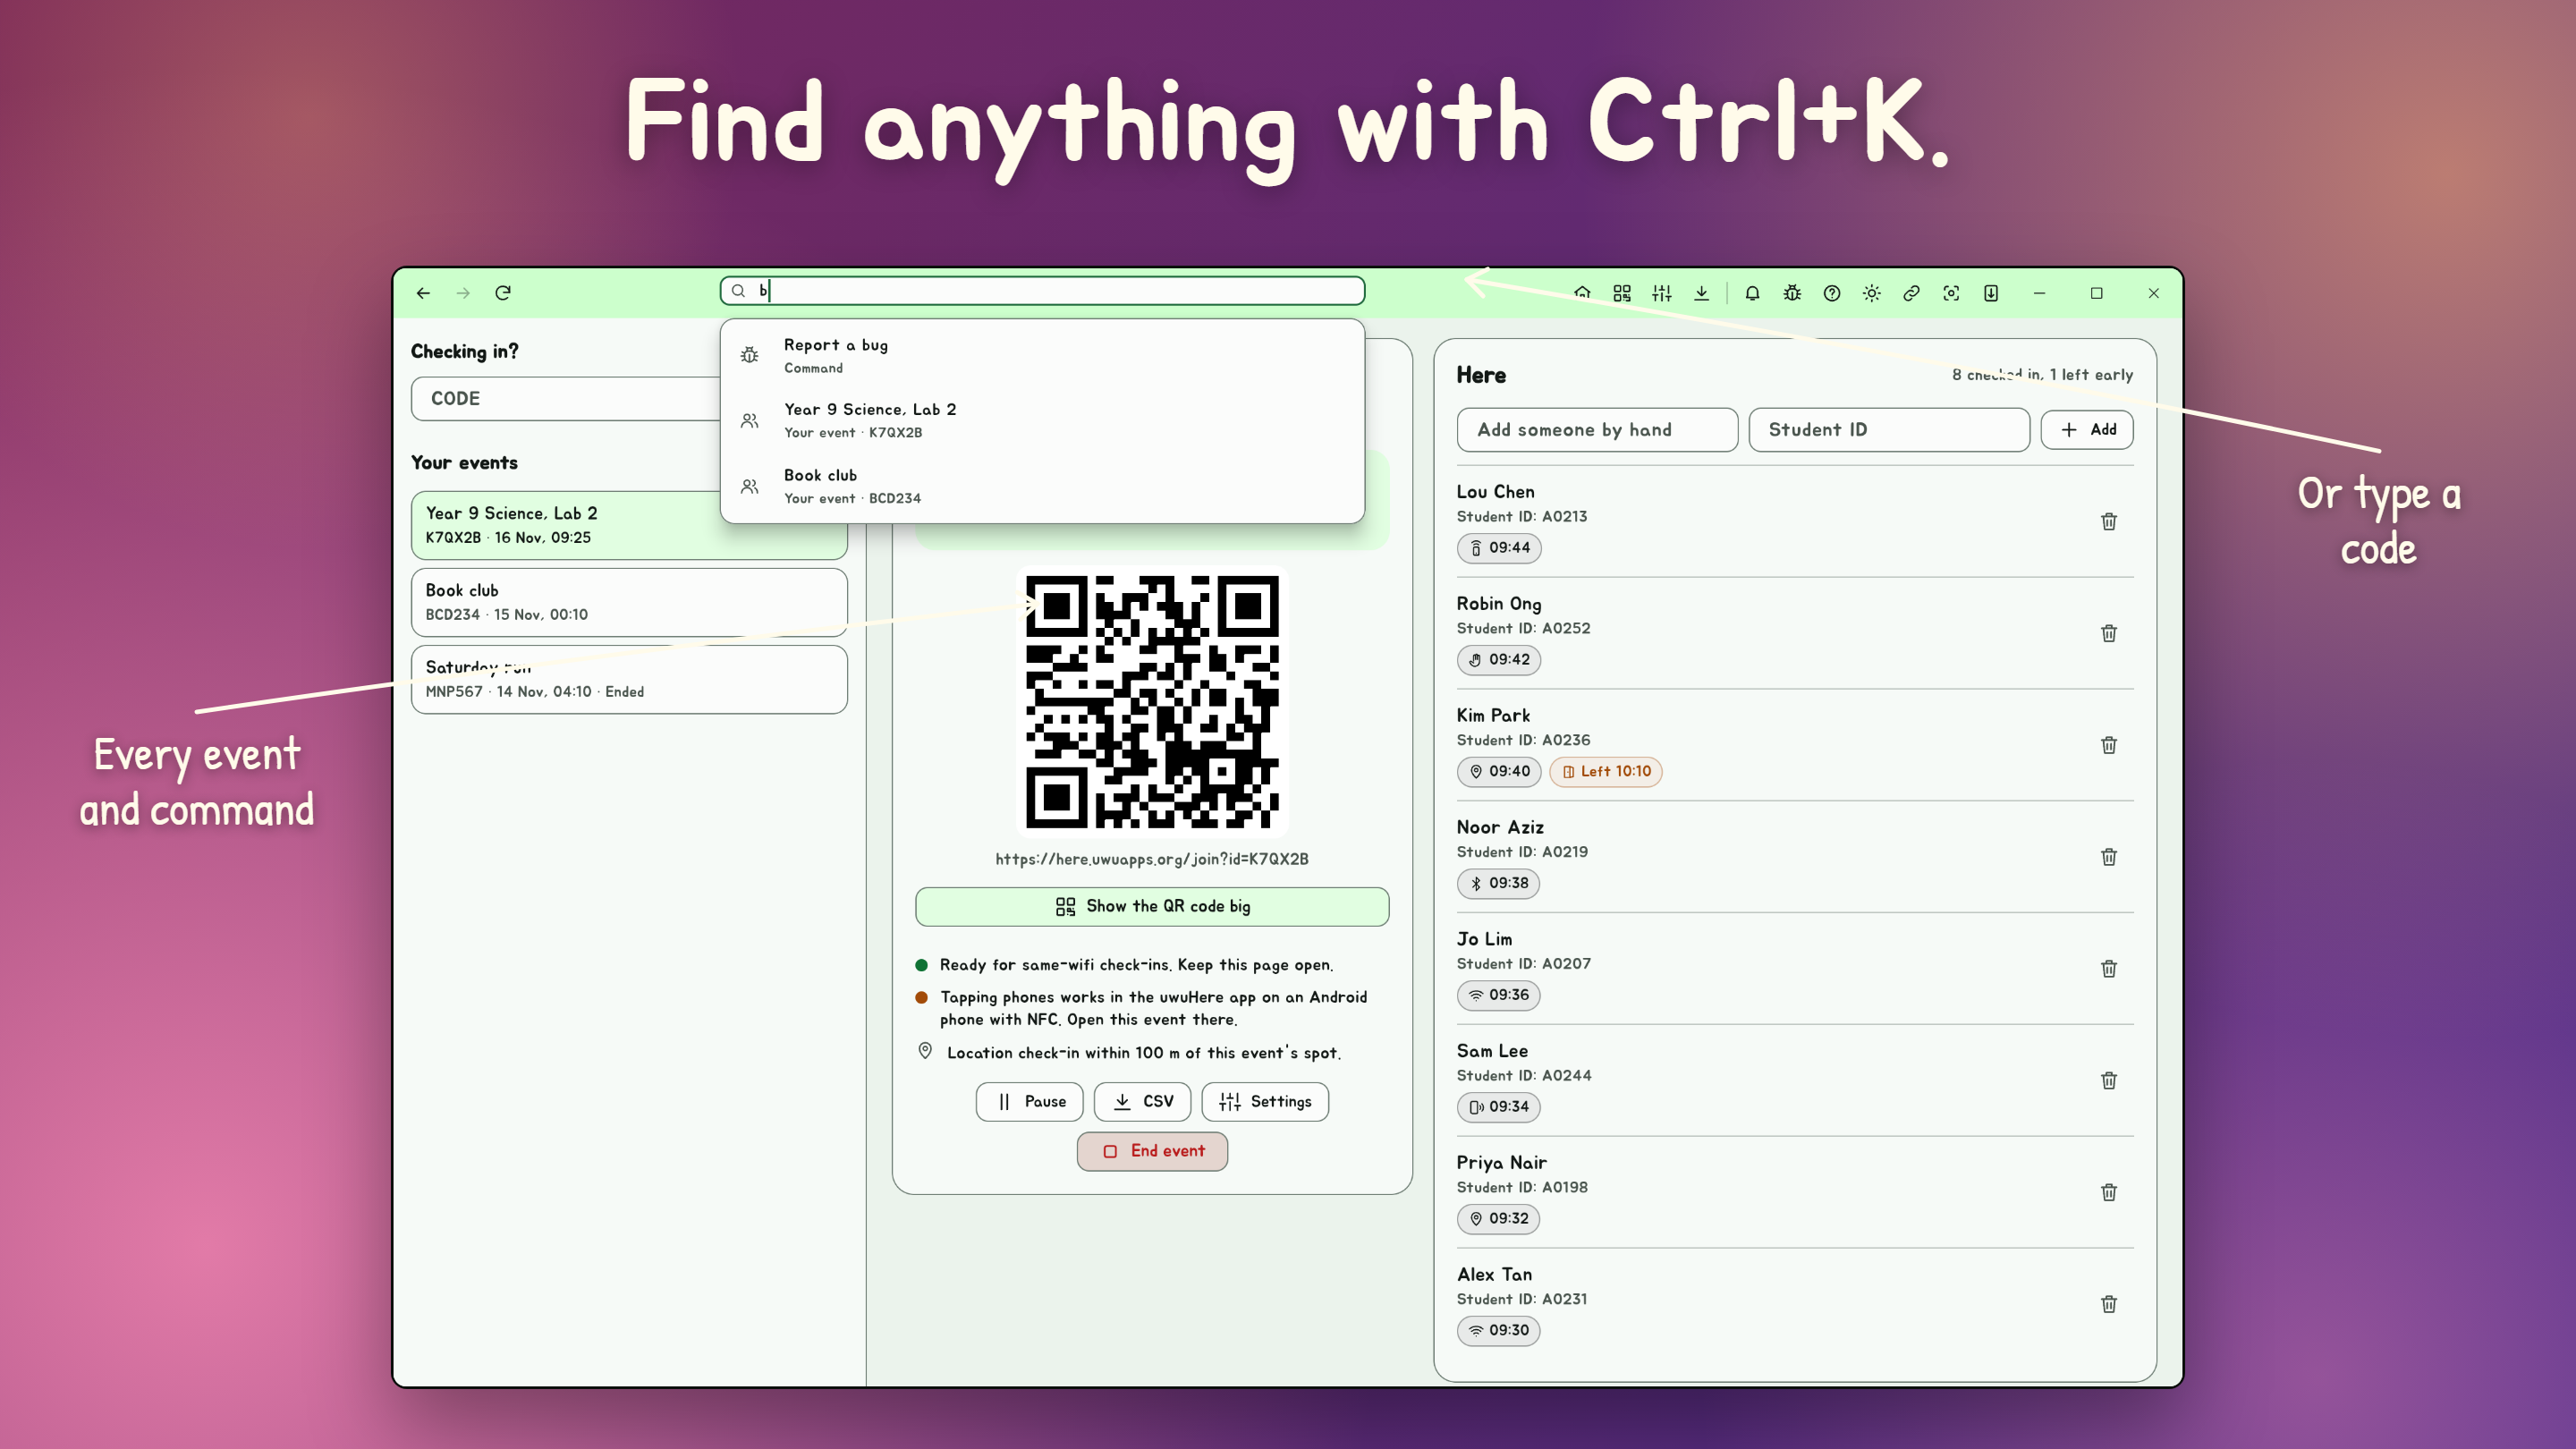 Find anything with Ctrl+K.
b
Report a bug
Command
Year 9 Science, Lab 2
Your event · K7QX2B
Book club
Your event · BCD234
Checking in?
CODE
Your events
Year 9 Science, Lab 2
K7QX2B · 16 Nov, 09:25
Book club
BCD234 · 15 Nov, 00:10
Saturday run
MNP567 · 14 Nov, 04:10 · Ended
Every event
and command
https://here.uwuapps.org/join?id=K7QX2B
Show the QR code big
Ready for same-wifi check-ins. Keep this page open.
Tapping phones works in the uwuHere app on an Android
phone with NFC. Open this event there.
Location check-in within 100 m of this event's spot.
Pause
CSV
Settings
End event
Here
8 checked in, 1 left early
Add someone by hand
Student ID
Add
Lou Chen
Student ID: A0213
09:44
Robin Ong
Student ID: A0252
09:42
Kim Park
Student ID: A0236
09:40
Left 10:10
Noor Aziz
Student ID: A0219
09:38
Jo Lim
Student ID: A0207
09:36
Sam Lee
Student ID: A0244
09:34
Priya Nair
Student ID: A0198
09:32
Alex Tan
Student ID: A0231
09:30
Or type a
code